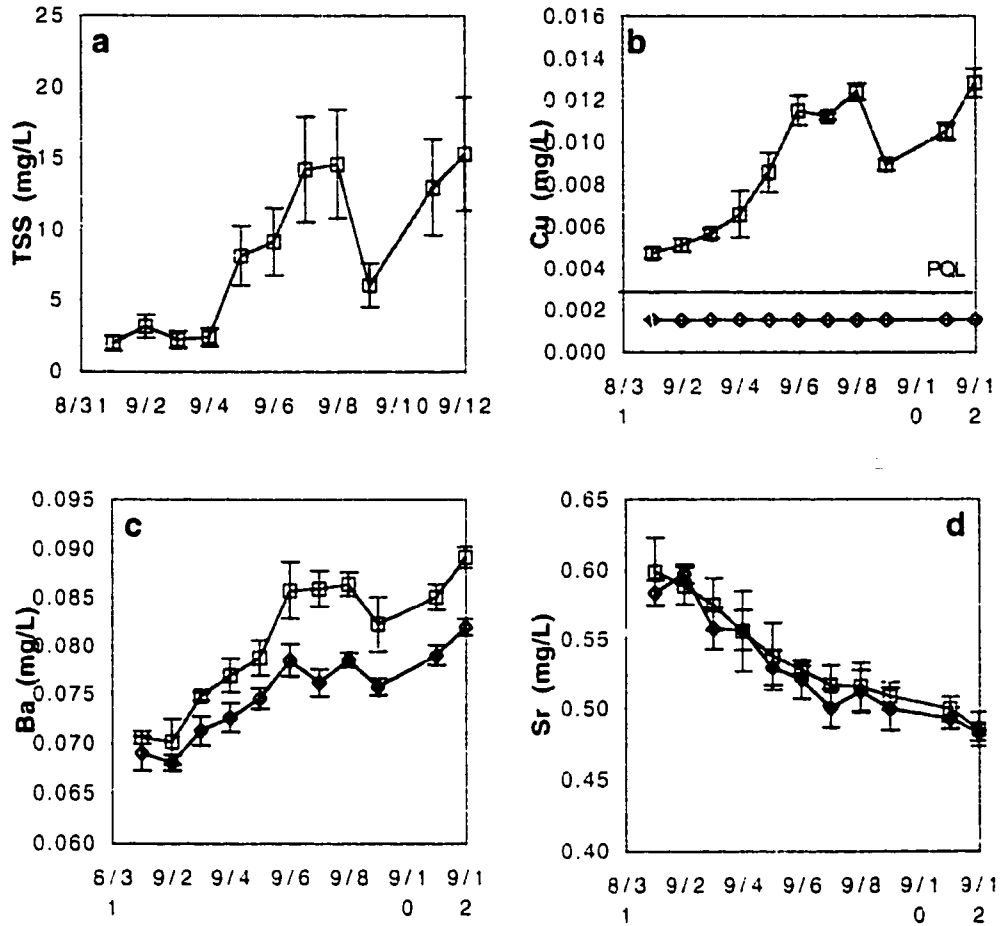 a
25
20
15
10
5
0
TSS (mg/L)
8/31 9/2 9/4 9/6 9/8 9/10 9/12
b
0.016
0.014
0.012
0.010
0.008
0.006
0.004
0.002
0.000
Cu (mg/L)
PQL
8/3 9/2 9/4 9/6 9/8 9/1 9/1
1 0 2
c
0.095
0.090
0.085
0.080
0.075
0.070
0.065
0.060
Ba (mg/L)
8/3 9/2 9/4 9/6 9/8 9/1 9/1
1 0 2
d
0.65
0.60
0.55
0.50
0.45
0.40
Sr (mg/L)
8/3 9/2 9/4 9/6 9/8 9/1 9/1
1 0 2